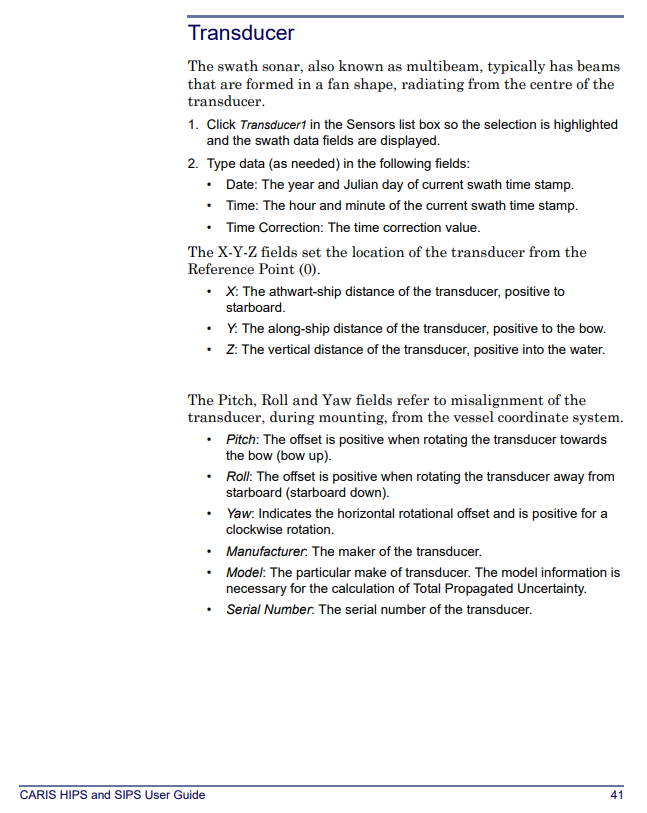 Transducer
The swath sonar, also known as multibeam, typically has beams
that are formed in a fan shape, radiating from the centre of the
transducer.
1. Click Transducer1 in the Sensors list box so the selection is highlighted
and the swath data fields are displayed.
2. Type data (as needed) in the following fields:
• Date: The year and Julian day of current swath time stamp.
• Time: The hour and minute of the current swath time stamp.
• Time Correction: The time correction value.
The X-Y-Z fields set the location of the transducer from the
Reference Point (0).
• X: The athwart-ship distance of the transducer, positive to
starboard.
• Y: The along-ship distance of the transducer, positive to the bow.
• Z: The vertical distance of the transducer, positive into the water.
The Pitch, Roll and Yaw fields refer to misalignment of the
transducer, during mounting, from the vessel coordinate system.
• Pitch: The offset is positive when rotating the transducer towards
the bow (bow up).
• Roll: The offset is positive when rotating the transducer away from
starboard (starboard down).
• Yaw: Indicates the horizontal rotational offset and is positive for a
clockwise rotation.
• Manufacturer: The maker of the transducer.
• Model: The particular make of transducer. The model information is
necessary for the calculation of Total Propagated Uncertainty.
• Serial Number: The serial number of the transducer.
CARIS HIPS and SIPS User Guide 41